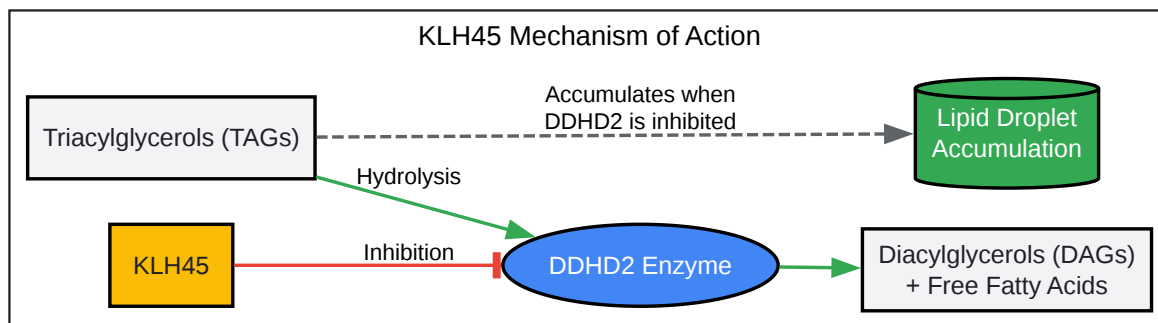 KLH45 Mechanism of Action
Accumulates when
DDHD2 is inhibited
Triacylglycerols (TAGs)
Lipid Droplet
Accumulation
Hydrolysis
KLH45
Inhibition
DDHD2 Enzyme
Diacylglycerols (DAGs)
+ Free Fatty Acids